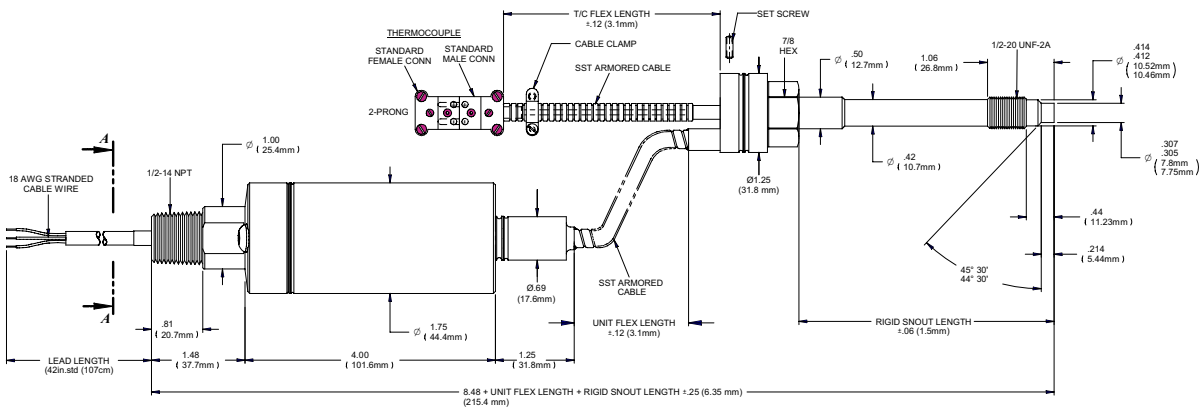 T/C FLEX LENGTH
±.12 (3.1mm)
SET SCREW
THERMOCOUPLE
STANDARD
FEMALE CONN
STANDARD
MALE CONN
CABLE CLAMP
SST ARMORED CABLE
2-PRONG
7/8
HEX
Ø .50
( 12.7mm )
1.06
( 26.8mm )
1/2-20 UNF-2A
Ø .414
.412
( 10.52mm
10.46mm )
A
Ø 1.00
( 25.4mm )
1/2-14 NPT
18 AWG STRANDED
CABLE WIRE
Ø1.25
(31.8 mm)
Ø .42
( 10.7mm )
Ø .307
.305
( 7.8mm
7.75mm )
.44
( 11.23mm )
.214
( 5.44mm )
45° 30'
44° 30'
A
Ø.69
(17.6mm)
SST ARMORED
CABLE
.81
( 20.7mm )
Ø 1.75
( 44.4mm )
UNIT FLEX LENGTH
±.12 (3.1mm)
RIGID SNOUT LENGTH
±.06 (1.5mm)
LEAD LENGTH
(42in.std (107cm)
1.48
( 37.7mm )
4.00
( 101.6mm )
1.25
( 31.8mm )
8.48 + UNIT FLEX LENGTH + RIGID SNOUT LENGTH ±.25 (6.35 mm)
(215.4 mm)